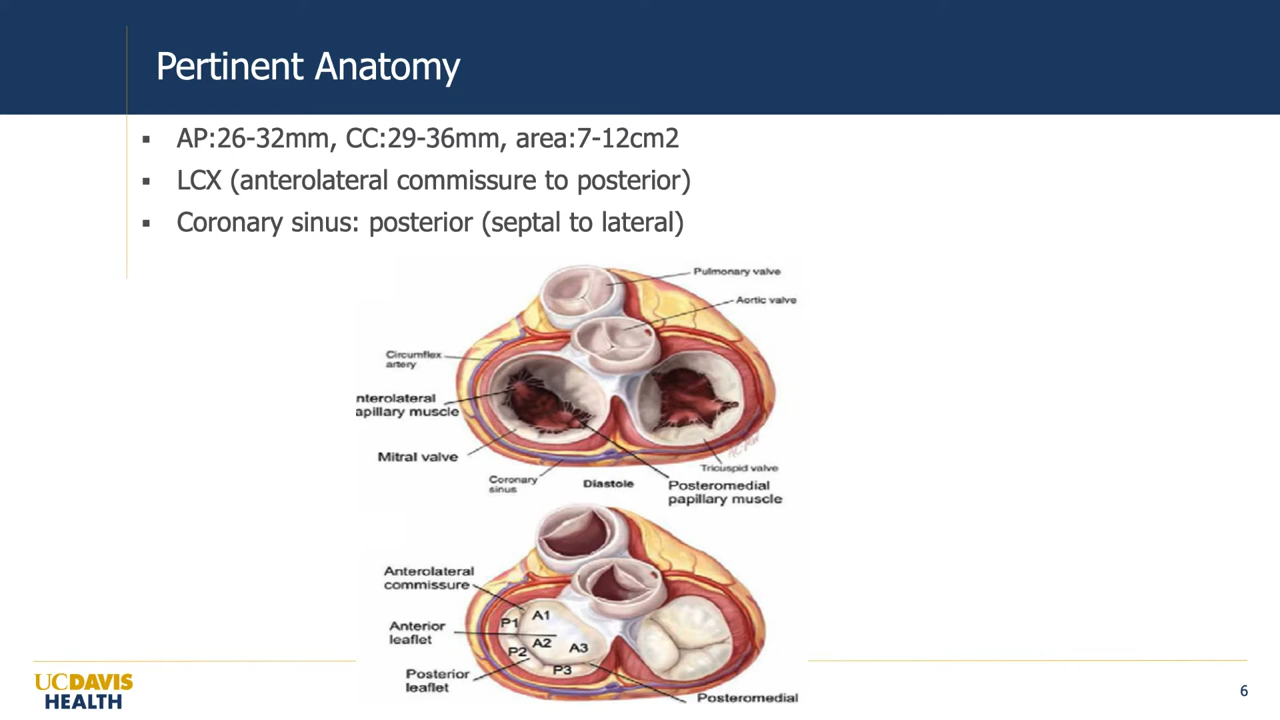 Pertinent Anatomy
▪ AP:26-32mm, CC:29-36mm, area:7-12cm2
▪ LCX (anterolateral commissure to posterior)
▪ Coronary sinus: posterior (septal to lateral)
Pulmonary valve
Aortic valve
Circumflex
artery
nterolateral
apillary muscle
Mitral valve
Coronary
sinus
Diastole
Tricuspid valve
Posteromedial
papillary muscle
Anterolateral
commissure
Anterior
leaflet
Posterior
leaflet
P1
A1
A2
P2
A3
P3
Posteromedial
UCDAVIS
HEALTH
6